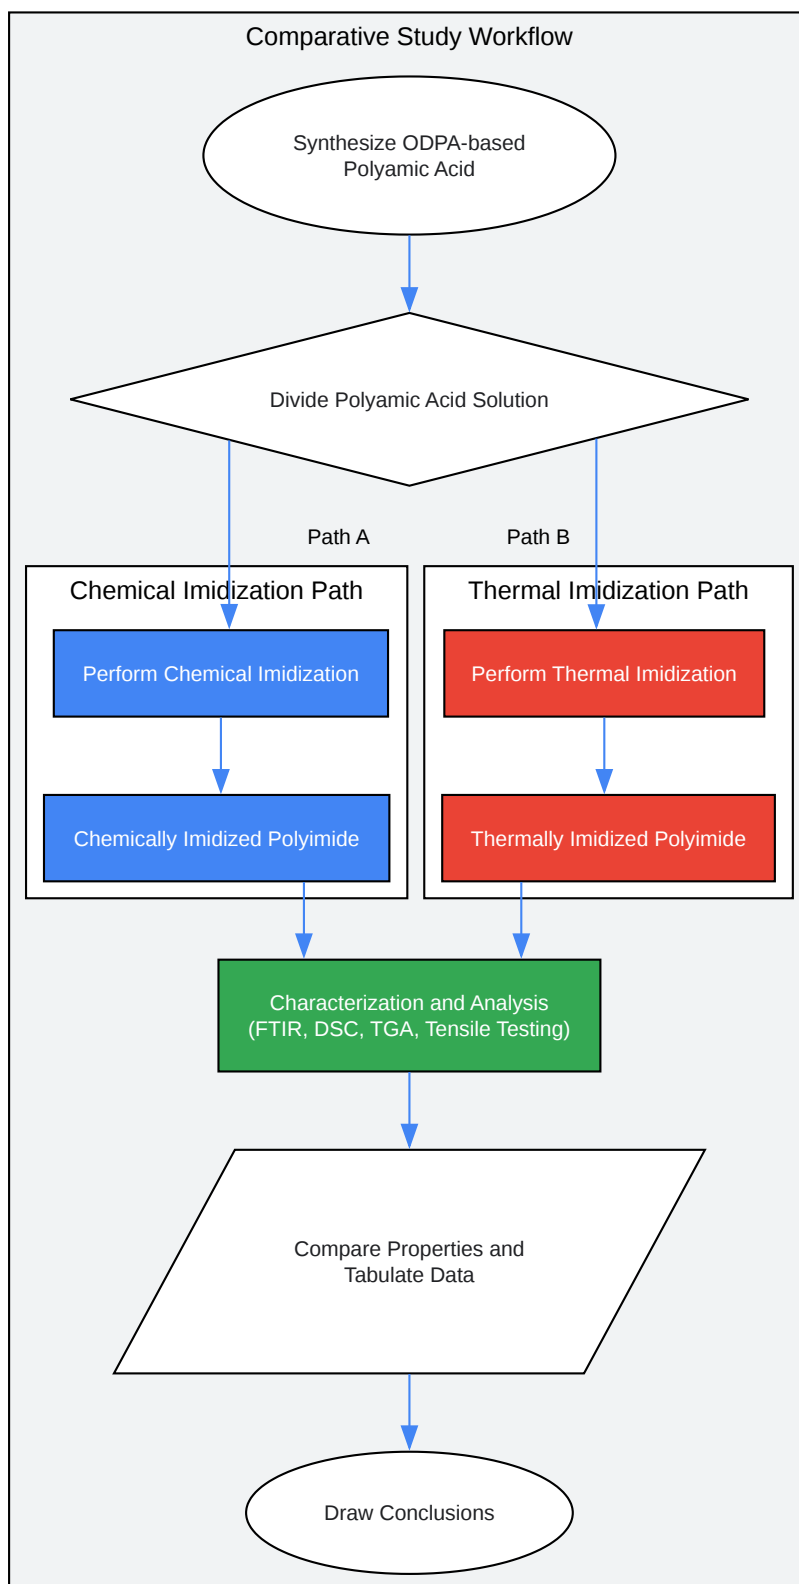 Comparative Study Workflow
Synthesize ODPA-based
Polyamic Acid
Divide Polyamic Acid Solution
Path A
Path B
Chemical Imidization Path
Thermal Imidization Path
Perform Chemical Imidization
Perform Thermal Imidization
Chemically Imidized Polyimide
Thermally Imidized Polyimide
Characterization and Analysis
(FTIR, DSC, TGA, Tensile Testing)
Compare Properties and
Tabulate Data
Draw Conclusions